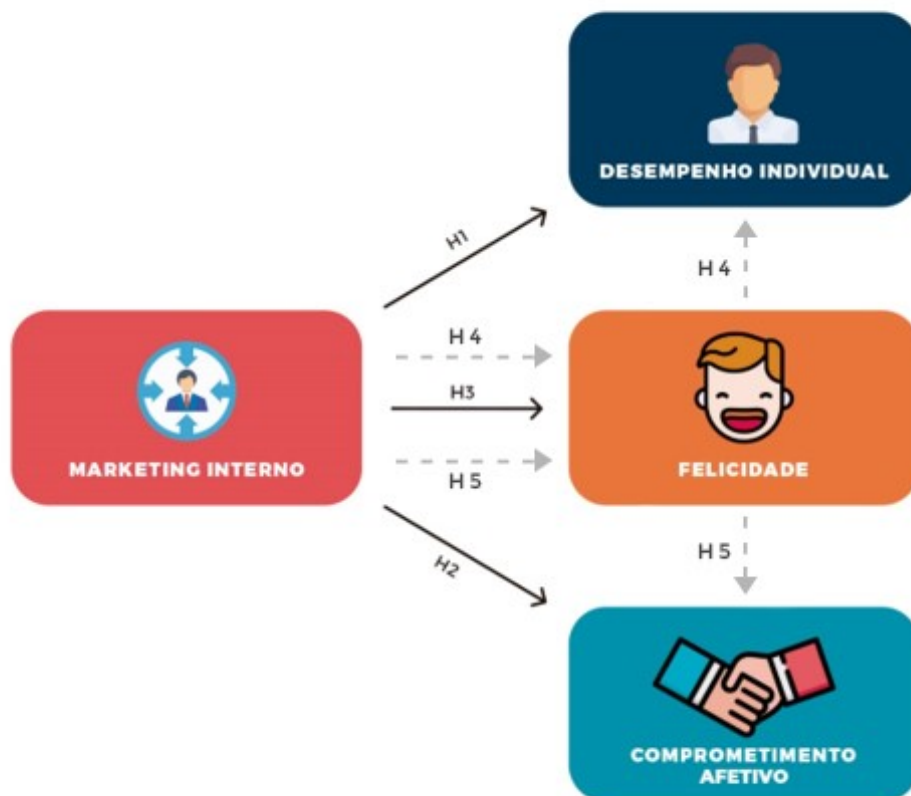 DESEMPENHO INDIVIDUAL
H1
H 4
H 4
H3
MARKETING INTERNO
FELICIDADE
H 5
H 5
H2
COMPROMETIMENTO
AFETIVO